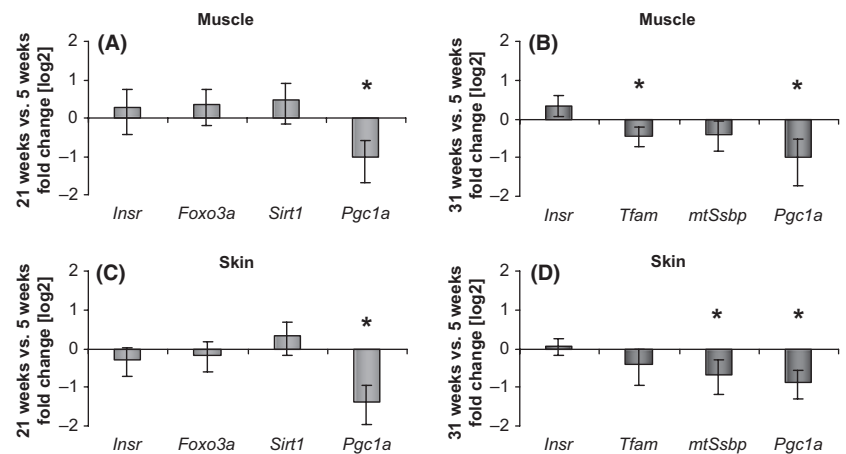 Muscle
(A)
21 weeks vs. 5 weeks
fold change [log2]
2
1
0
–1
–2
*
Insr Foxo3a Sirt1 Pgc1a
Muscle
(B)
31 weeks vs. 5 weeks
fold change [log2]
2
1
0
–1
–2
* *
Insr Tfam mtSsbp Pgc1a
Skin
(C)
21 weeks vs. 5 weeks
fold change [log2]
2
1
0
–1
–2
*
Insr Foxo3a Sirt1 Pgc1a
Skin
(D)
31 weeks vs. 5 weeks
fold change [log2]
2
1
0
–1
–2
* *
Insr Tfam mtSsbp Pgc1a